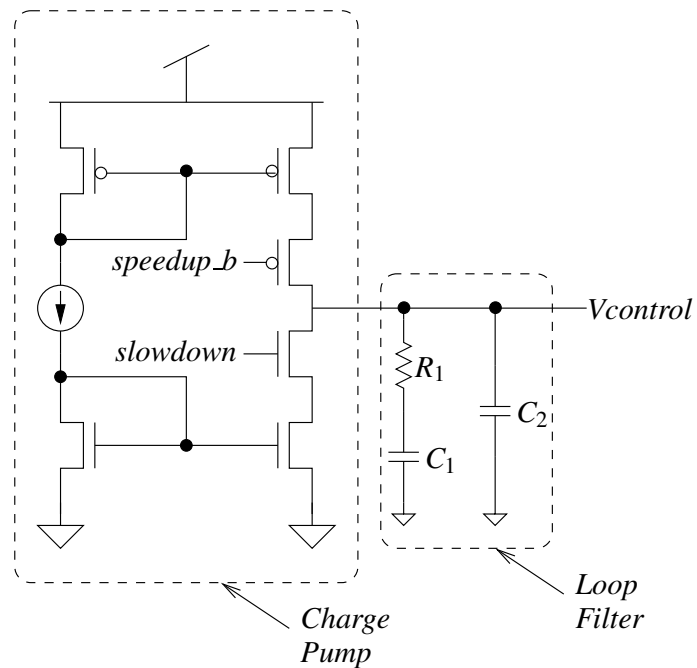 speedup_b
Vcontrol
slowdown
R1
C2
C1
Loop
Filter
Charge
Pump